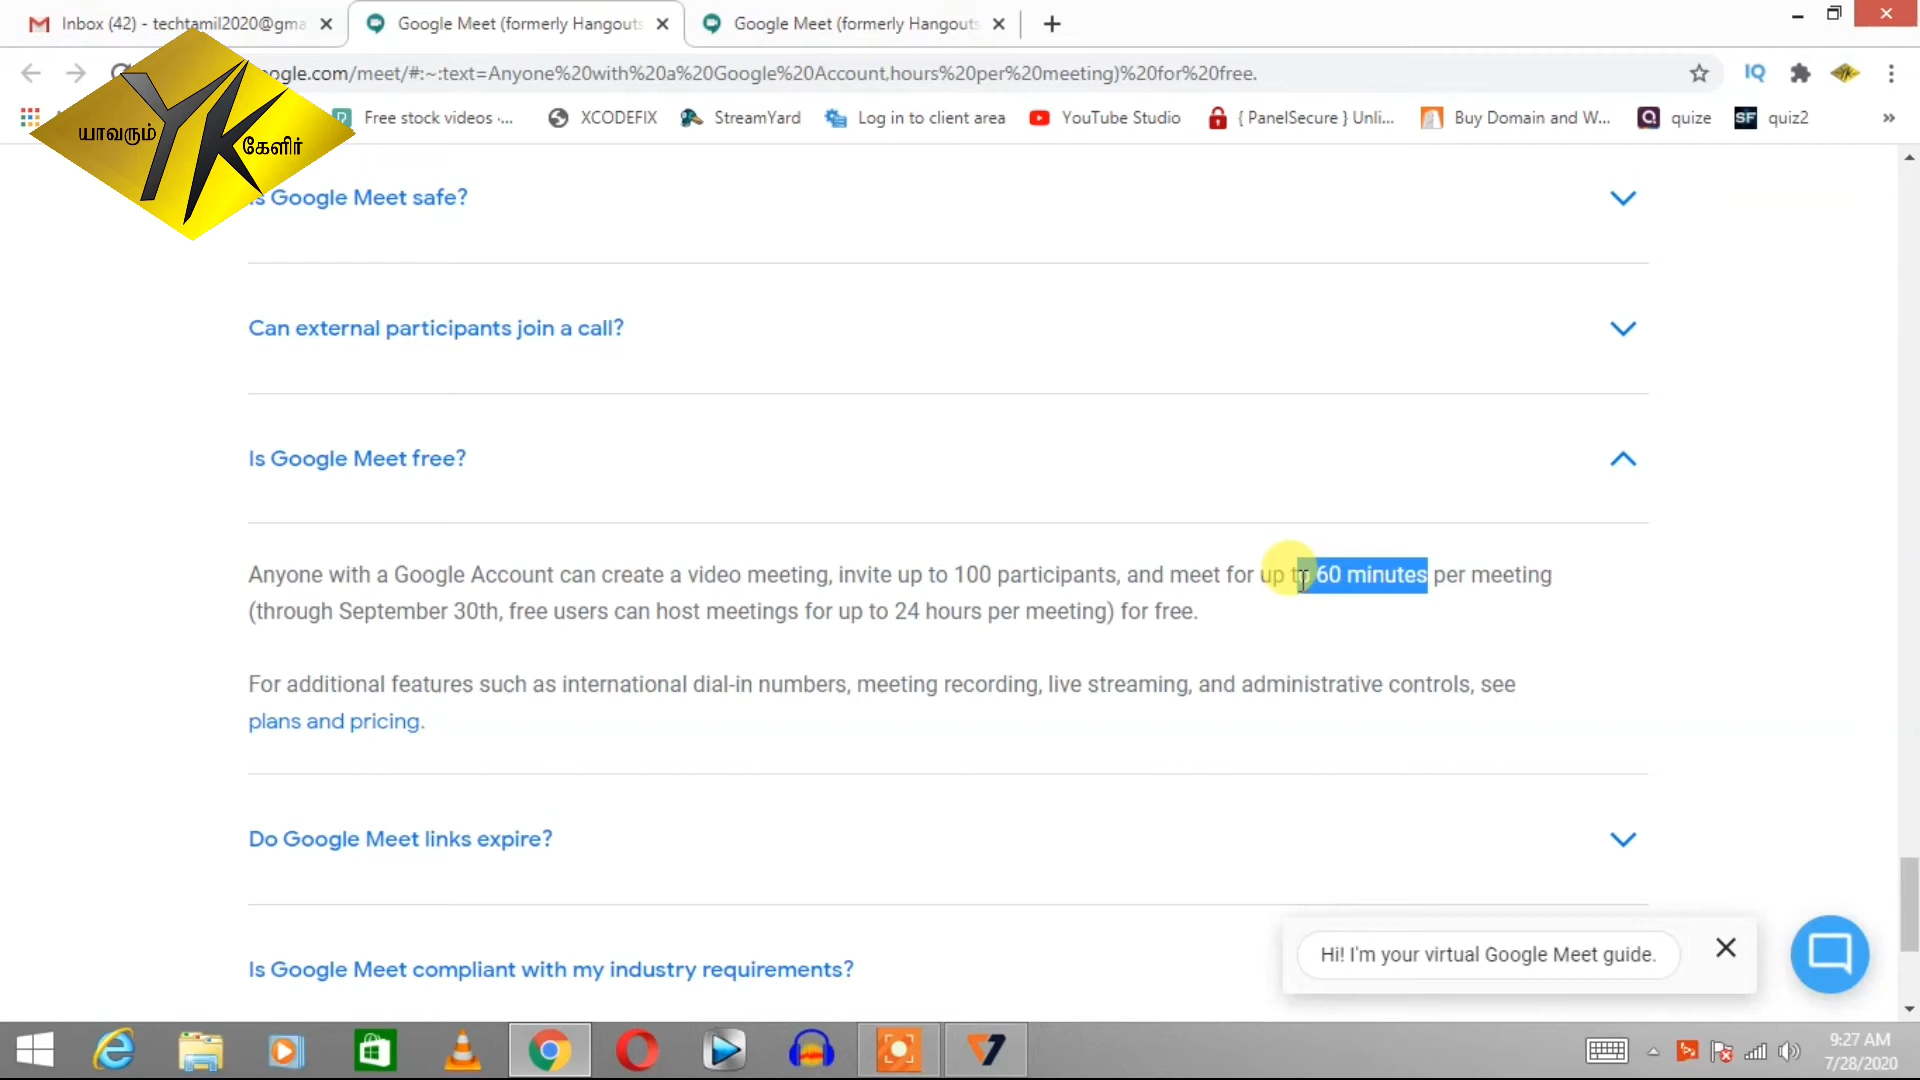 Inbox (42) - techtamil2020@gma
Google Meet (formerly Hangouts
Google Meet (formerly Hangouts
ogle.com/meet/#:~:text=Anyone%20with%20a%20Google%20Account,hours%20per%20meeting)%20for%20free.
IQ
Free stock videos -...
XCODEFIX
StreamYard
Log in to client area
YouTube Studio
{ PanelSecure } Unli...
Buy Domain and W...
quize
SF
quiz2
»
யாவரும்
YK
கேளிர்
s Google Meet safe?
Can external participants join a call?
Is Google Meet free?
Anyone with a Google Account can create a video meeting, invite up to 100 participants, and meet for up to 60 minutes per meeting
(through September 30th, free users can host meetings for up to 24 hours per meeting) for free.
For additional features such as international dial-in numbers, meeting recording, live streaming, and administrative controls, see
plans and pricing.
Do Google Meet links expire?
Is Google Meet compliant with my industry requirements?
Hi! I'm your virtual Google Meet guide.
9:27 AM
7/28/2020